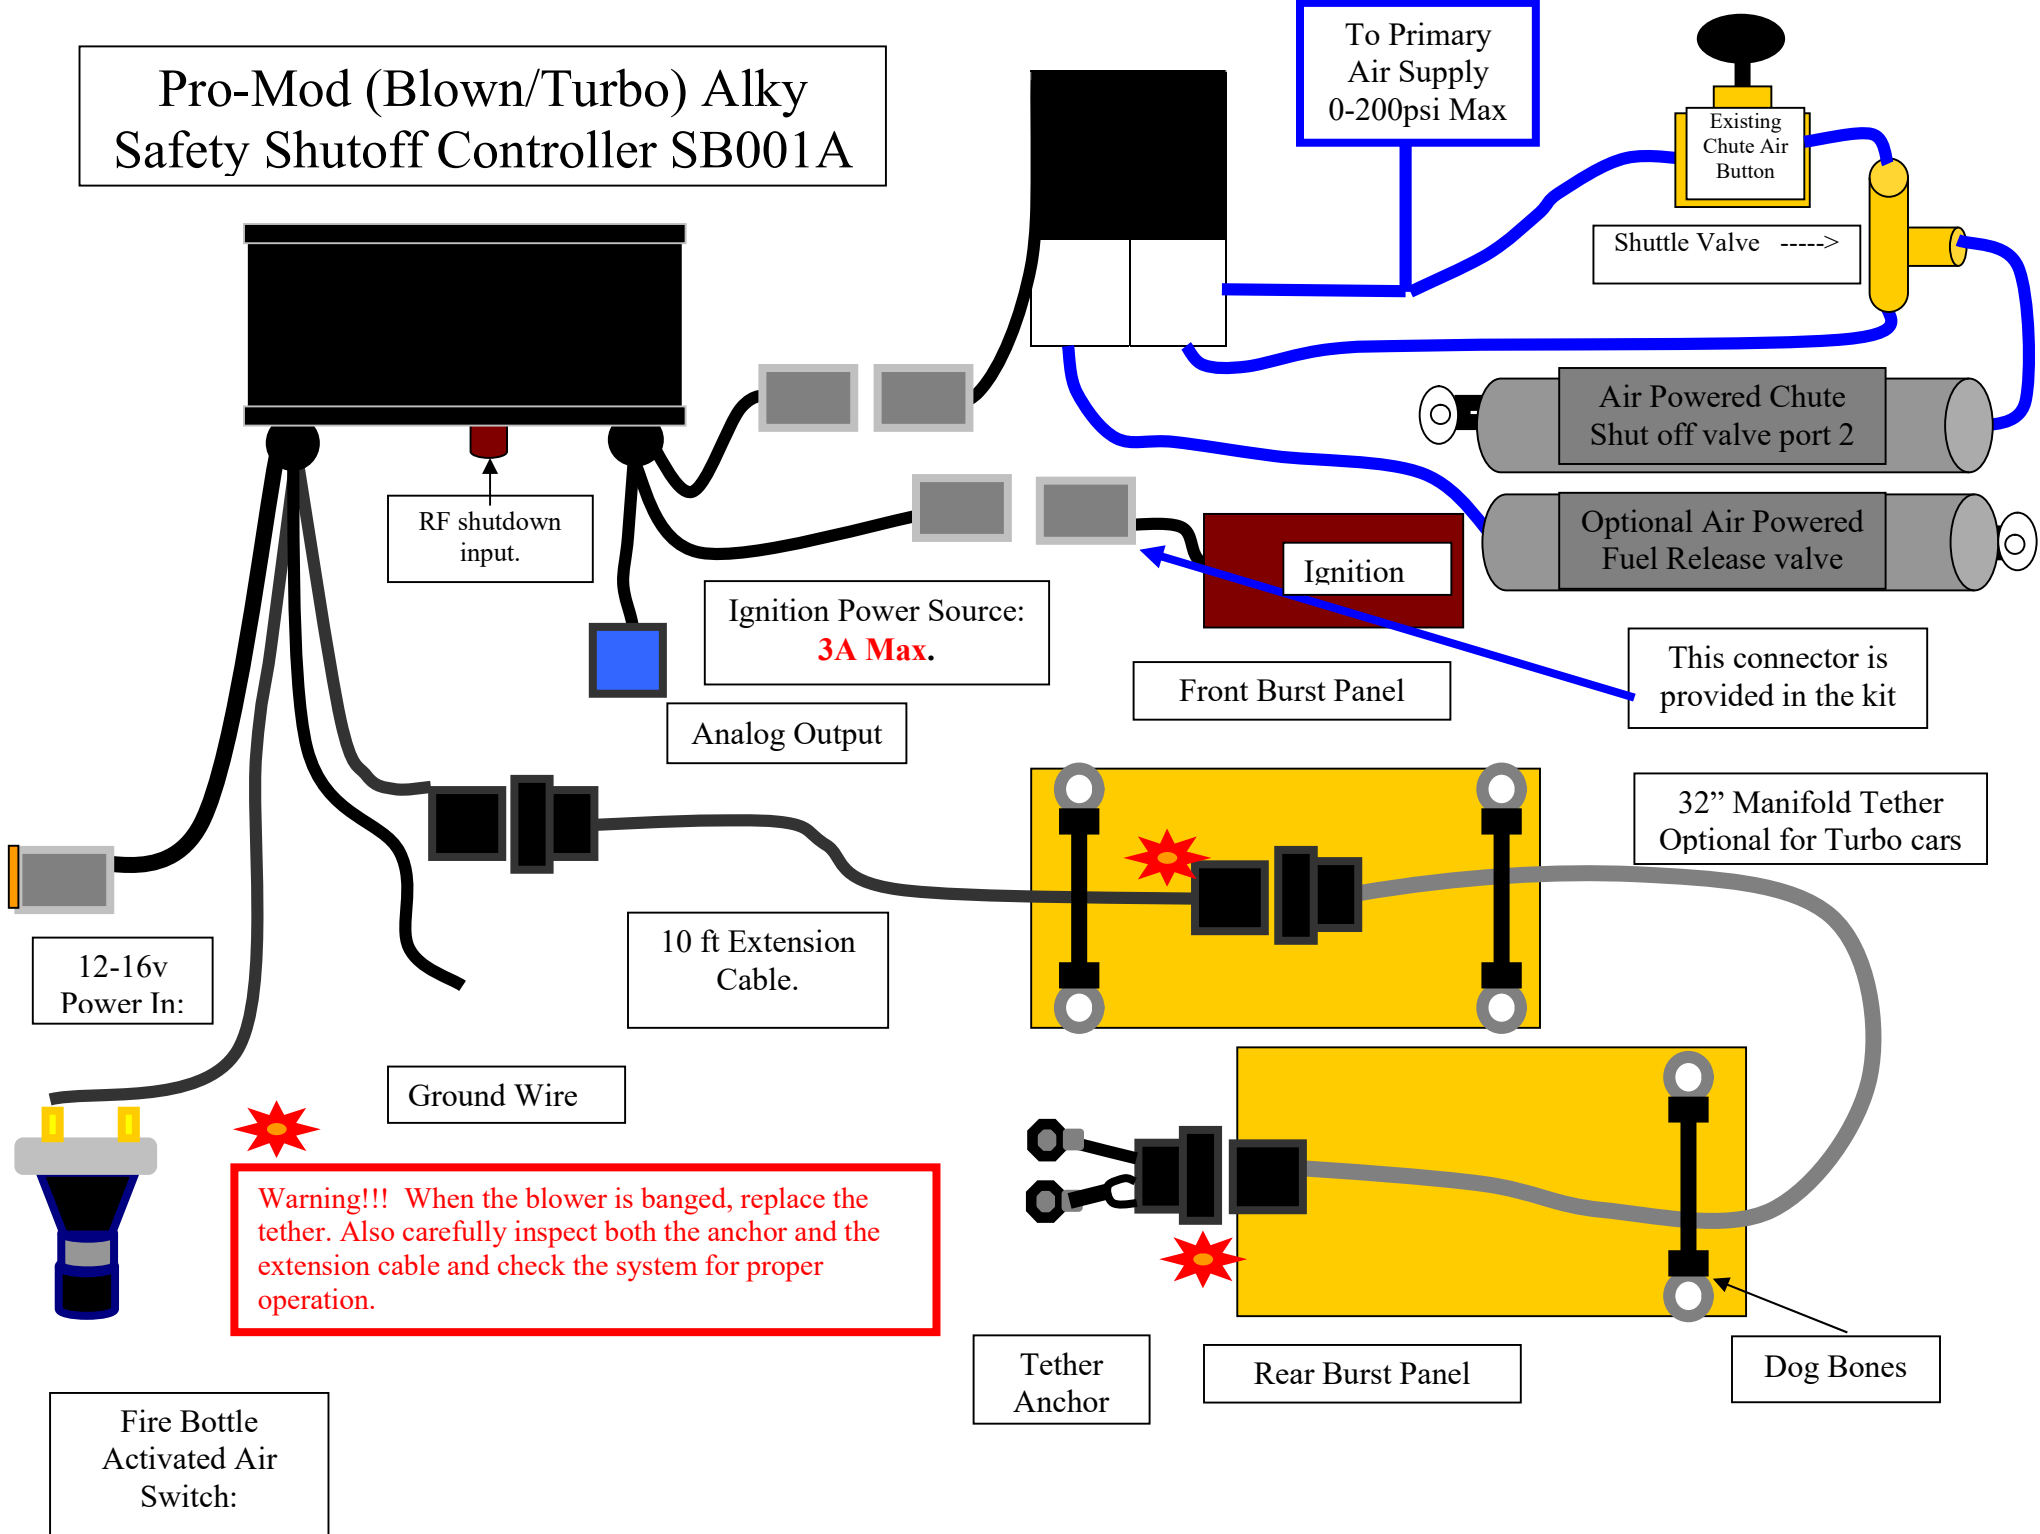 Pro-Mod (Blown/Turbo) Alky
Safety Shutoff Controller SB001A
To Primary
Air Supply
0-200psi Max
Existing
Chute Air
Button
Shuttle Valve ----->
Air Powered Chute
Shut off valve port 2
Optional Air Powered
Fuel Release valve
RF shutdown
input.
Ignition
Ignition Power Source:
3A Max.
This connector is
provided in the kit
Front Burst Panel
Analog Output
32” Manifold Tether
Optional for Turbo cars
10 ft Extension
Cable.
12-16v
Power In:
Ground Wire
Warning!!! When the blower is banged, replace the
tether. Also carefully inspect both the anchor and the
extension cable and check the system for proper
operation.
Tether
Anchor
Rear Burst Panel
Dog Bones
Fire Bottle
Activated Air
Switch: